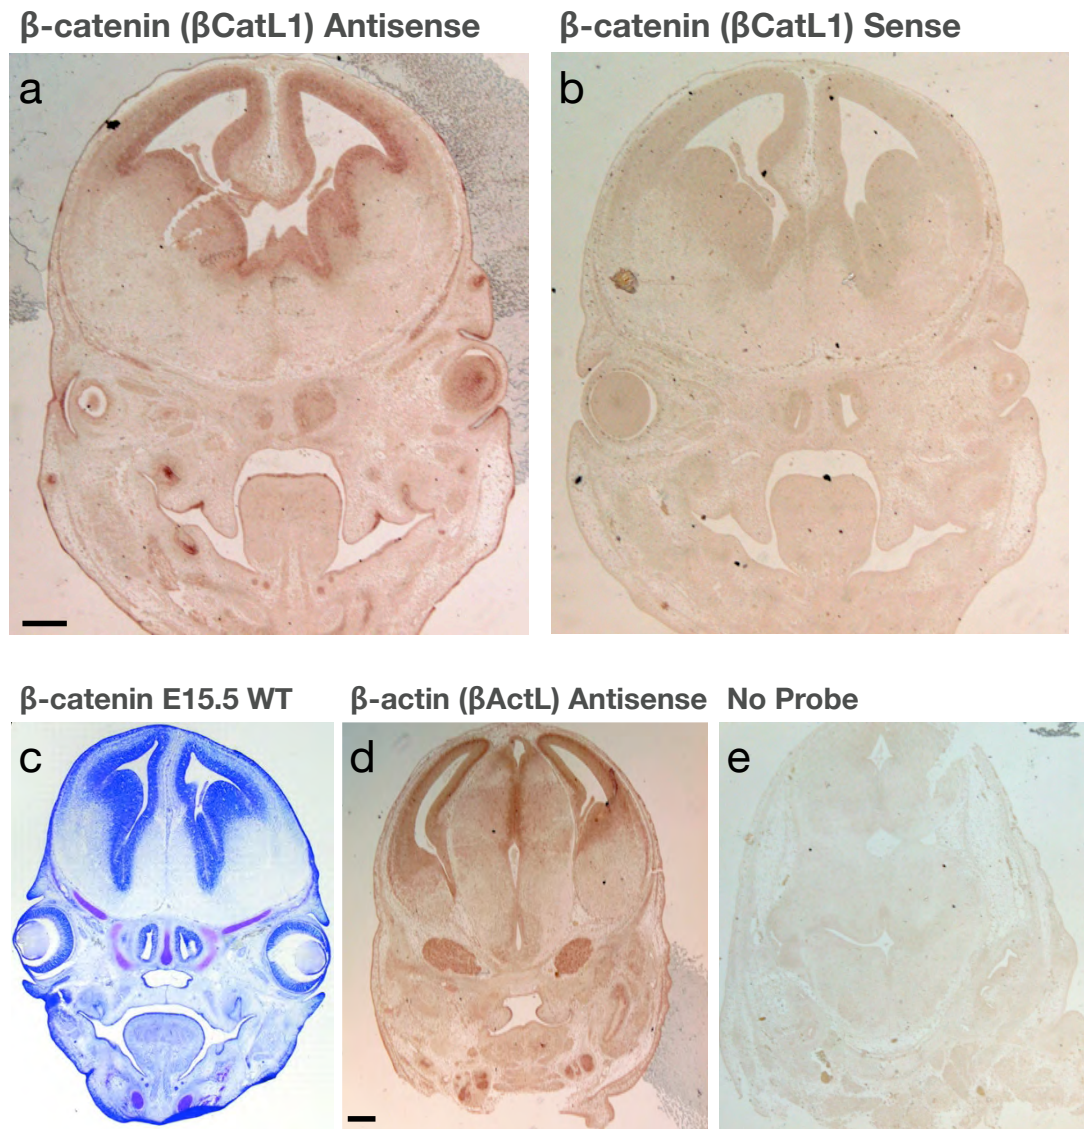 β-catenin (βCatL1) Antisense
β-catenin (βCatL1) Sense
a
b
β-catenin E15.5 WT
β-actin (βActL) Antisense
No Probe
c
d
e